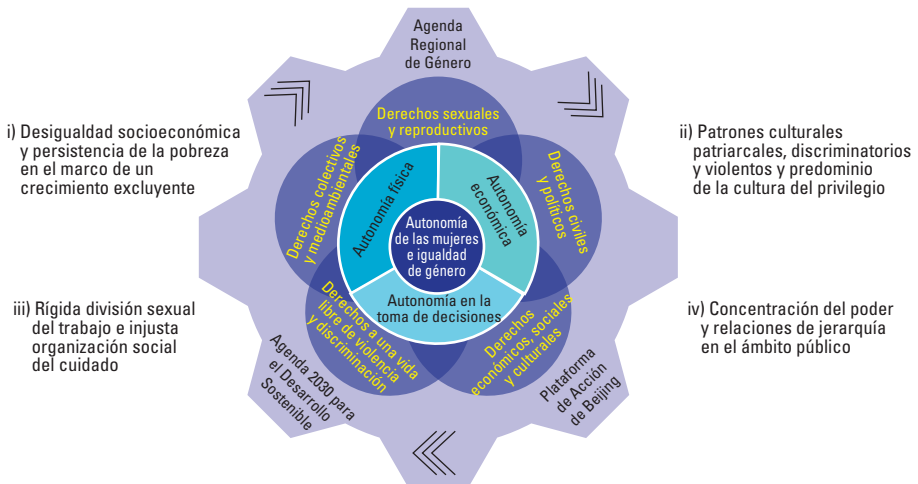 Agenda
Regional
de Género
i) Desigualdad socioeconómica
y persistencia de la pobreza
en el marco de un
crecimiento excluyente
ii) Patrones culturales
patriarcales, discriminatorios
y violentos y predominio
de la cultura del privilegio
Derechos sexuales
y reproductivos
Derechos colectivos
y medioambientales
Autonomía física
Autonomía
económica
Derechos civiles
y políticos
Autonomía
de las mujeres
e igualdad
de género
Autonomía en la
toma de decisiones
iii) Rígida división sexual
del trabajo e injusta
organización social
del cuidado
Derechos a una vida
libre de violencia
y discriminación
Derechos
económicos, sociales
y culturales
iv) Concentración del poder
y relaciones de jerarquía
en el ámbito público
Agenda 2030 para
el Desarrollo
Sostenible
Plataforma
de Acción
de Beijing